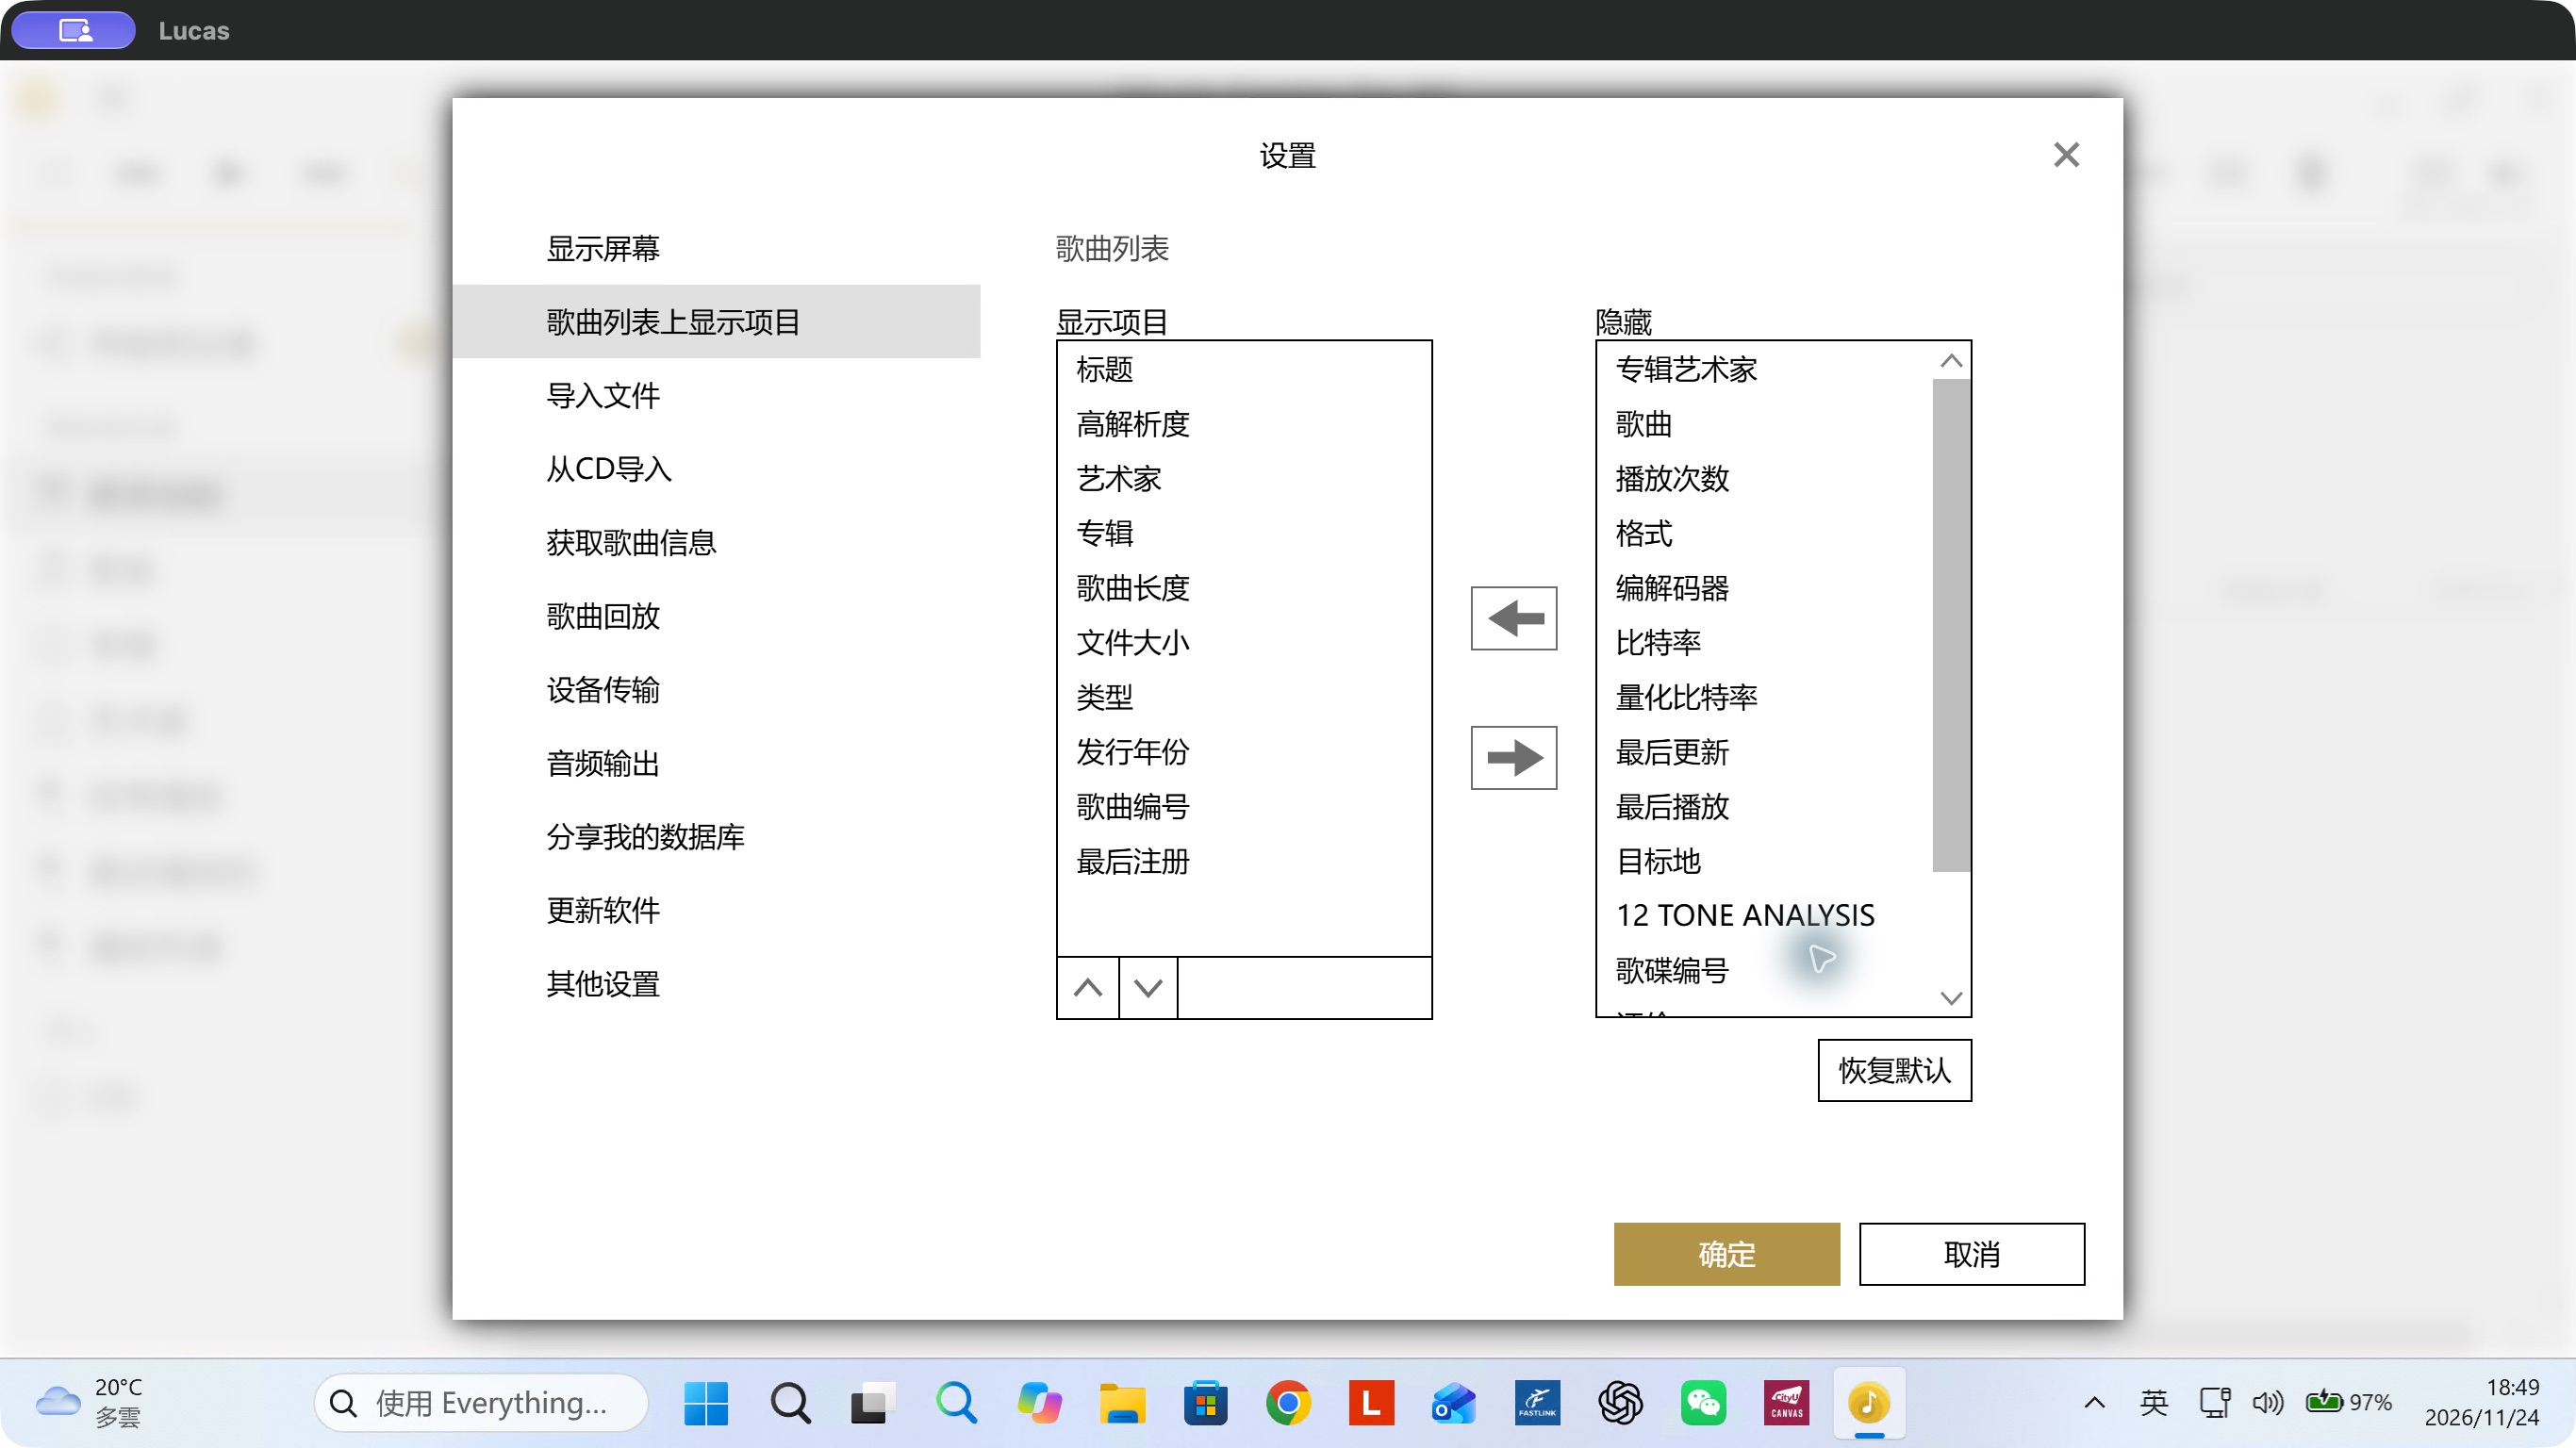 Lucas
设置
显示屏幕
歌曲列表上显示项目
导入文件
从CD导入
获取歌曲信息
歌曲回放
设备传输
音频输出
分享我的数据库
更新软件
其他设置
歌曲列表
显示项目
标题
高解析度
艺术家
专辑
歌曲长度
文件大小
类型
发行年份
歌曲编号
最后注册
隐藏
专辑艺术家
歌曲
播放次数
格式
编解码器
比特率
量化比特率
最后更新
最后播放
目标地
12 TONE ANALYSIS
歌碟编号
恢复默认
确定
取消
20°C
多雲
使用 Everything...
L
O
FASTLINK
CityU
CANVAS
英
97%
18:49
2026/11/24